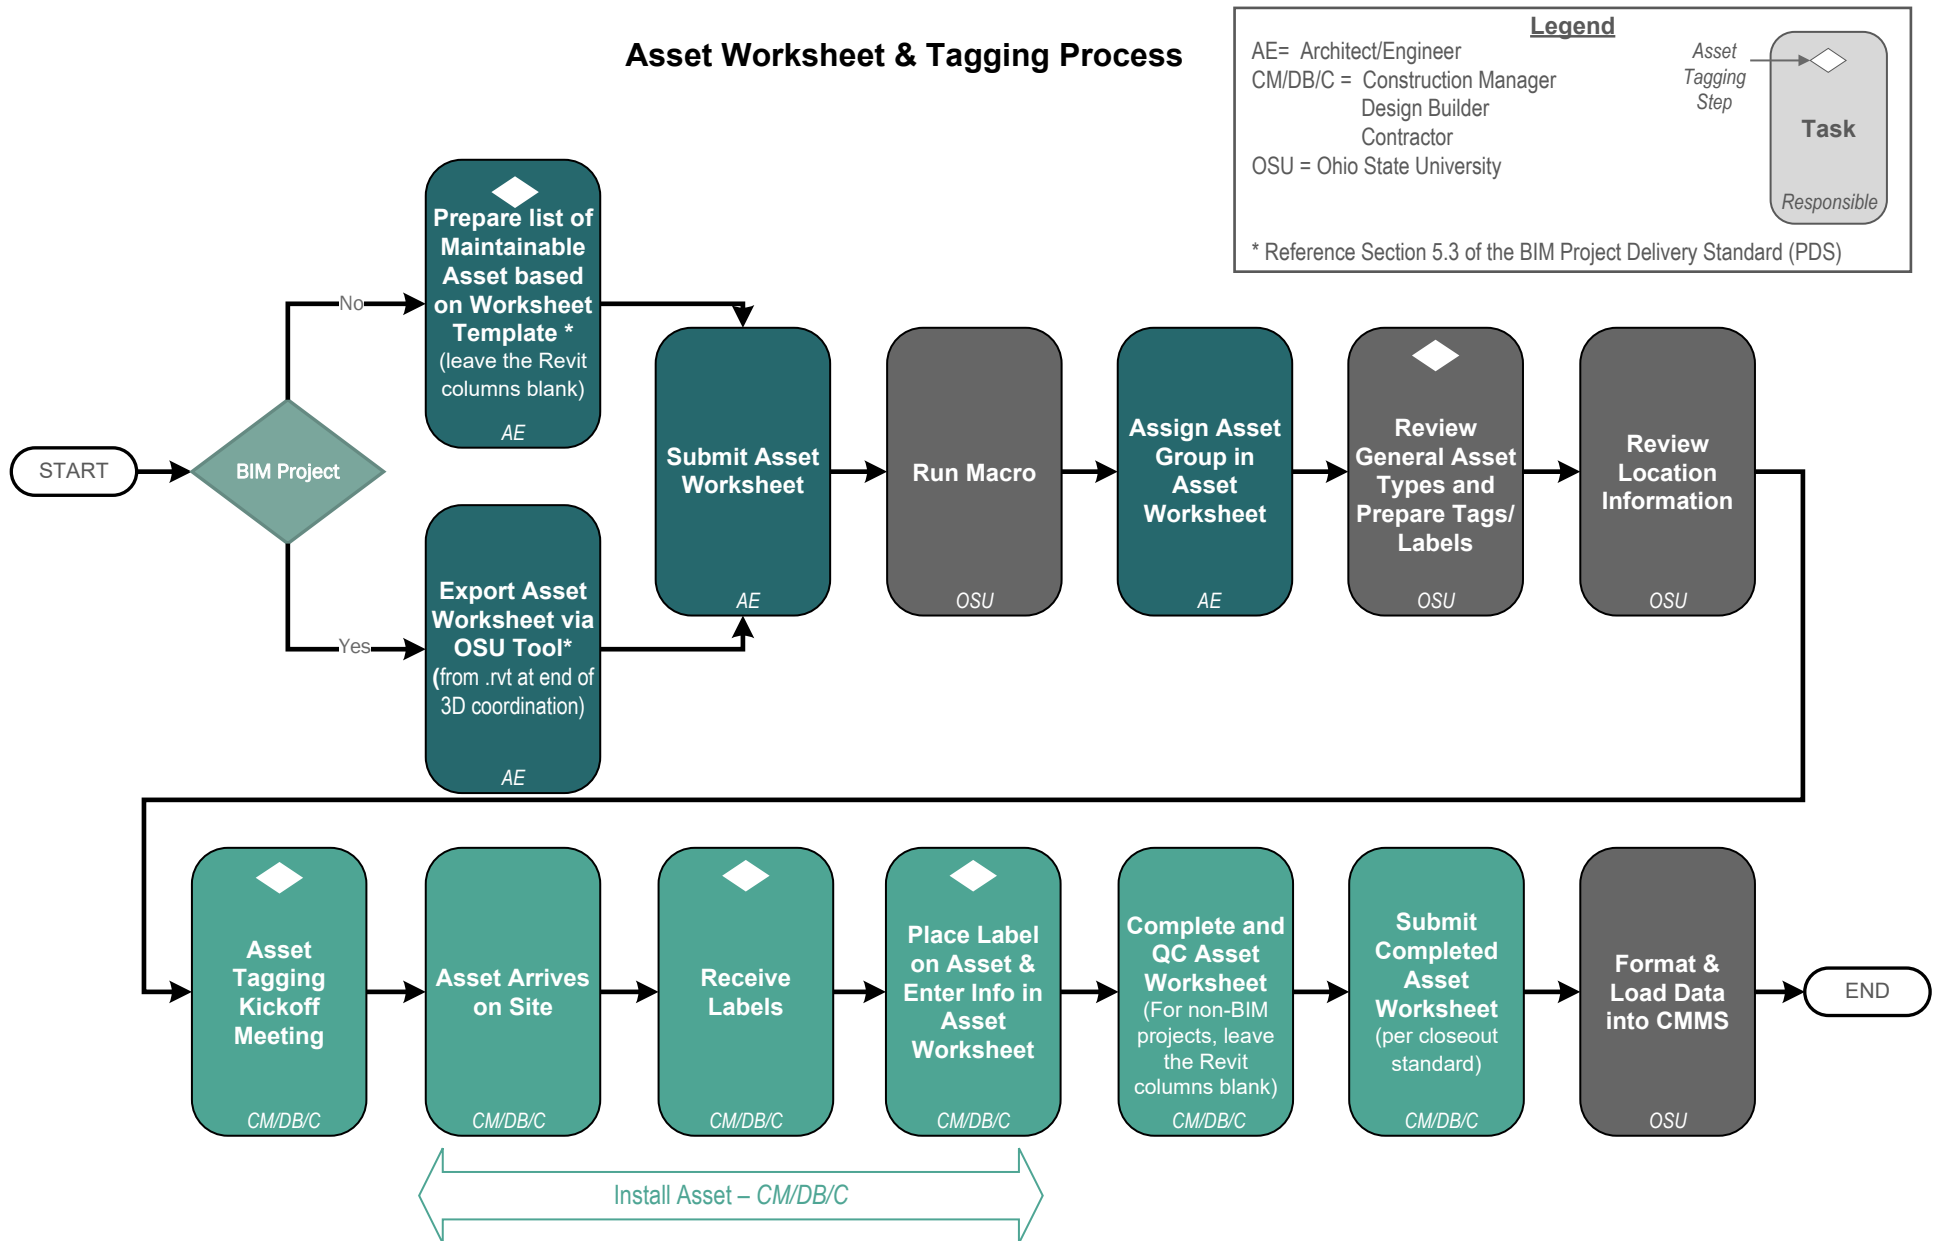 Asset Worksheet & Tagging Process
Legend
AE= Architect/Engineer
CM/DB/C = Construction Manager
Design Builder
Contractor
OSU = Ohio State University
* Reference Section 5.3 of the BIM Project Delivery Standard (PDS)
Asset
Tagging
Step
Task
Responsible
START
BIM Project
No
Yes
Prepare list of
Maintainable
Asset based
on Worksheet
Template *
(leave the Revit
columns blank)
AE
Export Asset
Worksheet via
OSU Tool*
(from .rvt at end of
3D coordination)
AE
Submit Asset
Worksheet
AE
Run Macro
OSU
Assign Asset
Group in
Asset
Worksheet
AE
Review
General Asset
Types and
Prepare Tags/
Labels
OSU
Review
Location
Information
OSU
Asset
Tagging
Kickoff
Meeting
CM/DB/C
Asset Arrives
on Site
CM/DB/C
Receive
Labels
CM/DB/C
Place Label
on Asset &
Enter Info in
Asset
Worksheet
CM/DB/C
Complete and
QC Asset
Worksheet
(For non-BIM
projects, leave
the Revit
columns blank)
CM/DB/C
Submit
Completed
Asset
Worksheet
(per closeout
standard)
CM/DB/C
Format &
Load Data
into CMMS
OSU
END
Install Asset – CM/DB/C